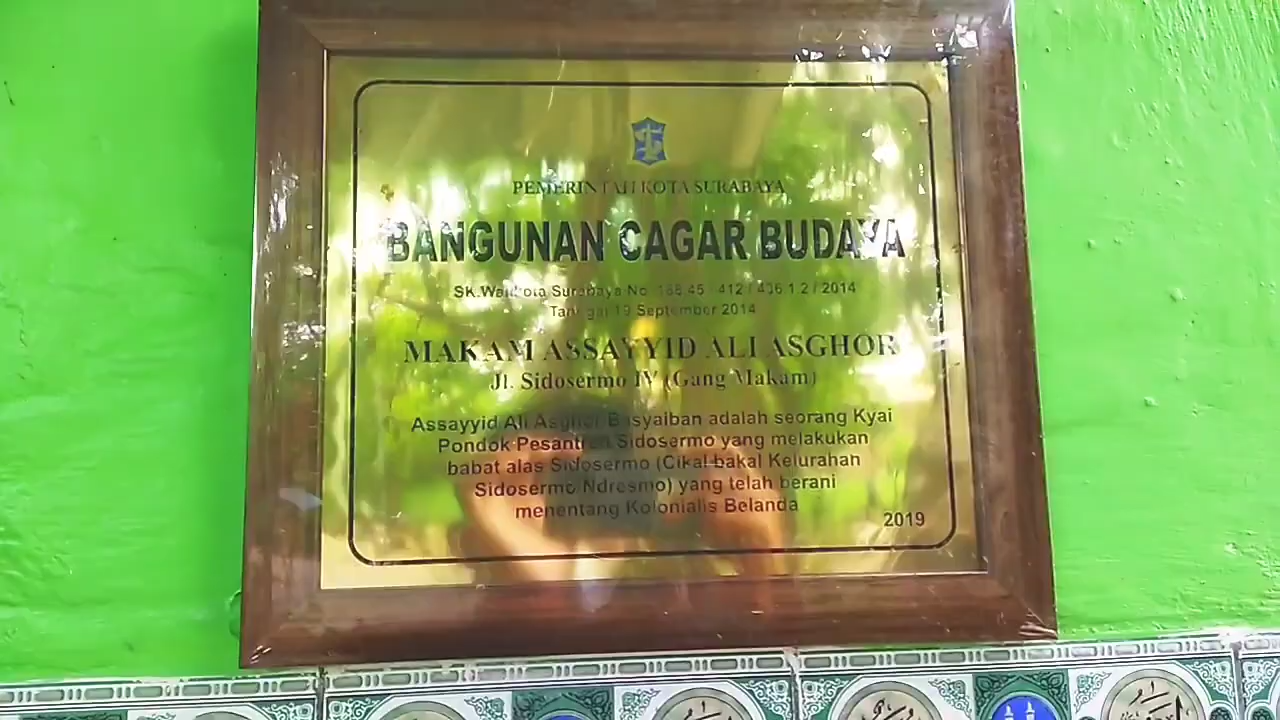 PEMERINTAH KOTA SURABAYA
BANGUNAN CAGAR BUDAYA
SK.Walikota Surabaya No. 188.45 / 412 / 436.1.2 / 2014
Tanggal 19 September 2014
MAKAM ASSAYYID ALI ASGHOR
Jl. Sidosermo IV (Gang Makam)
Assayyid Ali Asghor Basyaiban adalah seorang Kyai
Pondok Pesantren Sidosermo yang melakukan
babat alas Sidosermo (Cikal bakal Kelurahan
Sidosermo Ndresmo) yang telah berani
menentang Kolonialis Belanda
2019